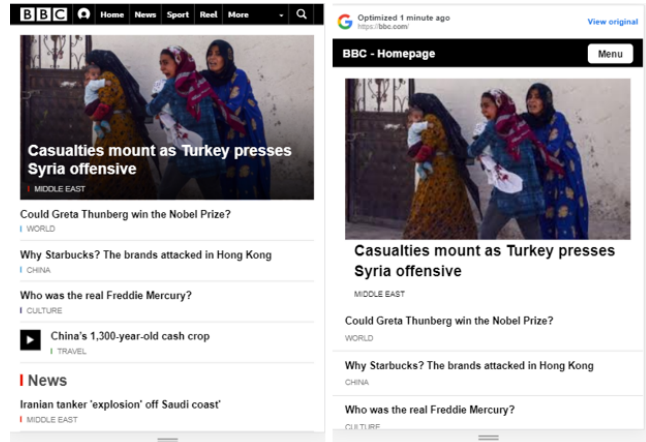 BBC Home News Sport Reel More
Casualties mount as Turkey presses
Syria offensive
MIDDLE EAST
Could Greta Thunberg win the Nobel Prize?
WORLD
Why Starbucks? The brands attacked in Hong Kong
CHINA
Who was the real Freddie Mercury?
CULTURE
China's 1,300-year-old cash crop
TRAVEL
News
Iranian tanker 'explosion' off Saudi coast'
MIDDLE EAST
Optimized 1 minute ago
https://bbc.com/
View original
BBC - Homepage
Menu
Casualties mount as Turkey presses
Syria offensive
MIDDLE EAST
Could Greta Thunberg win the Nobel Prize?
WORLD
Why Starbucks? The brands attacked in Hong Kong
CHINA
Who was the real Freddie Mercury?
CULTURE